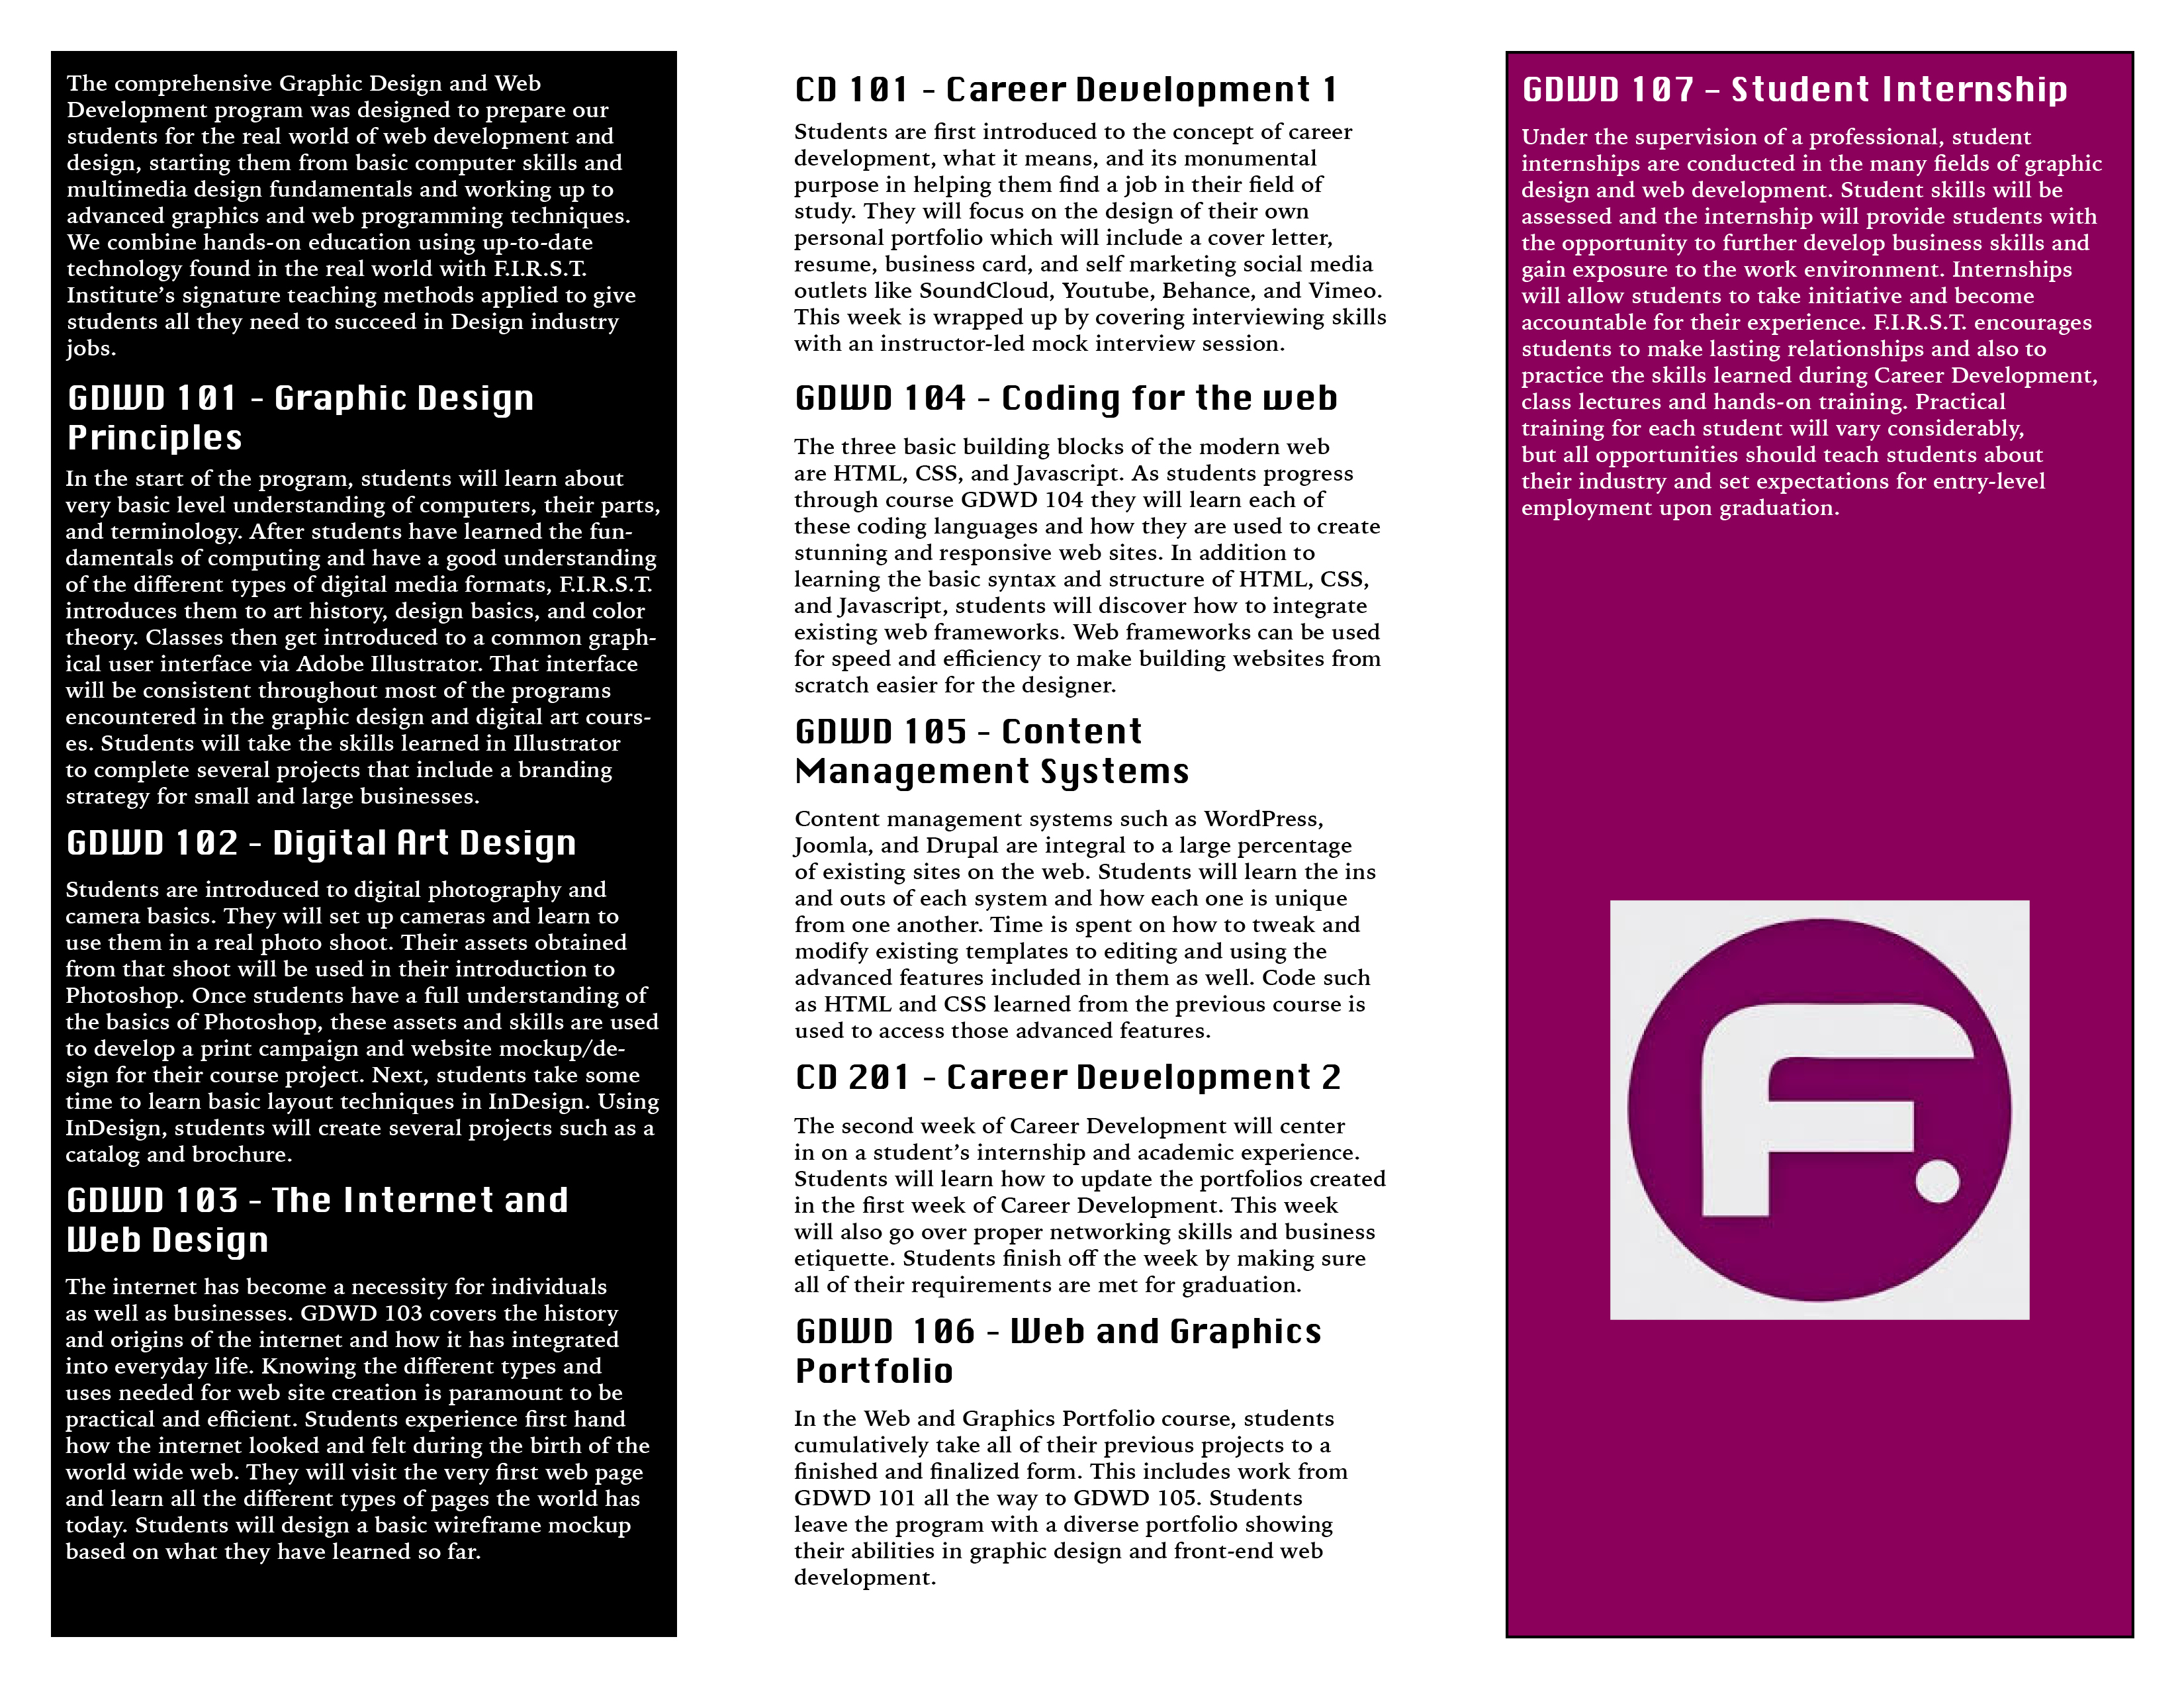 The comprehensive Graphic Design and Web
Development program was designed to prepare our
students for the real world of web development and
design, starting them from basic computer skills and
multimedia design fundamentals and working up to
advanced graphics and web programming techniques.
We combine hands-on education using up-to-date
technology found in the real world with F.I.R.S.T.
Institute’s signature teaching methods applied to give
students all they need to succeed in Design industry
jobs.
GDWD 101 - Graphic Design
Principles
In the start of the program, students will learn about
very basic level understanding of computers, their parts,
and terminology. After students have learned the fun-
damentals of computing and have a good understanding
of the different types of digital media formats, F.I.R.S.T.
introduces them to art history, design basics, and color
theory. Classes then get introduced to a common graph-
ical user interface via Adobe Illustrator. That interface
will be consistent throughout most of the programs
encountered in the graphic design and digital art cours-
es. Students will take the skills learned in Illustrator
to complete several projects that include a branding
strategy for small and large businesses.
GDWD 102 - Digital Art Design
Students are introduced to digital photography and
camera basics. They will set up cameras and learn to
use them in a real photo shoot. Their assets obtained
from that shoot will be used in their introduction to
Photoshop. Once students have a full understanding of
the basics of Photoshop, these assets and skills are used
to develop a print campaign and website mockup/de-
sign for their course project. Next, students take some
time to learn basic layout techniques in InDesign. Using
InDesign, students will create several projects such as a
catalog and brochure.
GDWD 103 - The Internet and
Web Design
The internet has become a necessity for individuals
as well as businesses. GDWD 103 covers the history
and origins of the internet and how it has integrated
into everyday life. Knowing the different types and
uses needed for web site creation is paramount to be
practical and efficient. Students experience first hand
how the internet looked and felt during the birth of the
world wide web. They will visit the very first web page
and learn all the different types of pages the world has
today. Students will design a basic wireframe mockup
based on what they have learned so far.
CD 101 - Career Development 1
Students are first introduced to the concept of career
development, what it means, and its monumental
purpose in helping them find a job in their field of
study. They will focus on the design of their own
personal portfolio which will include a cover letter,
resume, business card, and self marketing social media
outlets like SoundCloud, Youtube, Behance, and Vimeo.
This week is wrapped up by covering interviewing skills
with an instructor-led mock interview session.
GDWD 104 - Coding for the web
The three basic building blocks of the modern web
are HTML, CSS, and Javascript. As students progress
through course GDWD 104 they will learn each of
these coding languages and how they are used to create
stunning and responsive web sites. In addition to
learning the basic syntax and structure of HTML, CSS,
and Javascript, students will discover how to integrate
existing web frameworks. Web frameworks can be used
for speed and efficiency to make building websites from
scratch easier for the designer.
GDWD 105 - Content
Management Systems
Content management systems such as WordPress,
Joomla, and Drupal are integral to a large percentage
of existing sites on the web. Students will learn the ins
and outs of each system and how each one is unique
from one another. Time is spent on how to tweak and
modify existing templates to editing and using the
advanced features included in them as well. Code such
as HTML and CSS learned from the previous course is
used to access those advanced features.
CD 201 - Career Development 2
The second week of Career Development will center
in on a student’s internship and academic experience.
Students will learn how to update the portfolios created
in the first week of Career Development. This week
will also go over proper networking skills and business
etiquette. Students finish off the week by making sure
all of their requirements are met for graduation.
GDWD 106 - Web and Graphics
Portfolio
In the Web and Graphics Portfolio course, students
cumulatively take all of their previous projects to a
finished and finalized form. This includes work from
GDWD 101 all the way to GDWD 105. Students
leave the program with a diverse portfolio showing
their abilities in graphic design and front-end web
development.
GDWD 107 - Student Internship
Under the supervision of a professional, student
internships are conducted in the many fields of graphic
design and web development. Student skills will be
assessed and the internship will provide students with
the opportunity to further develop business skills and
gain exposure to the work environment. Internships
will allow students to take initiative and become
accountable for their experience. F.I.R.S.T. encourages
students to make lasting relationships and also to
practice the skills learned during Career Development,
class lectures and hands-on training. Practical
training for each student will vary considerably,
but all opportunities should teach students about
their industry and set expectations for entry-level
employment upon graduation.
F.